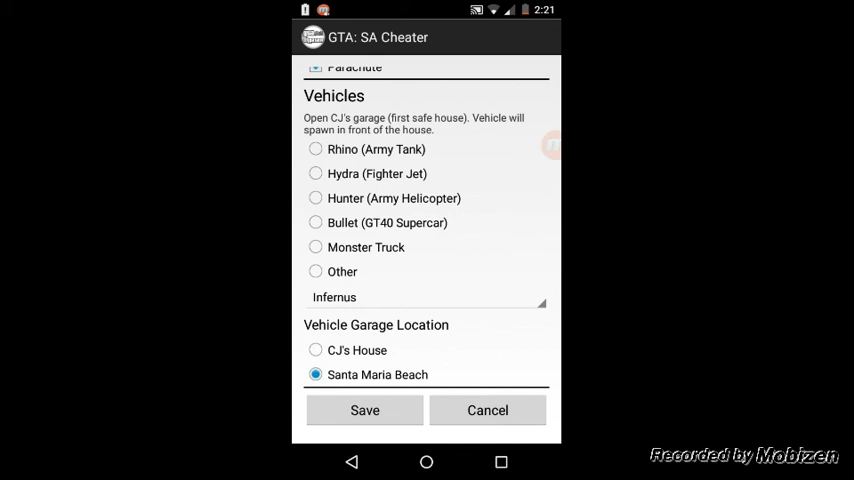 2:21
GTA: SA Cheater
Parachute
Vehicles
Open CJ's garage (first safe house). Vehicle will
spawn in front of the house.
Rhino (Army Tank)
Hydra (Fighter Jet)
Hunter (Army Helicopter)
Bullet (GT40 Supercar)
Monster Truck
Other
Infernus
Vehicle Garage Location
CJ's House
Santa Maria Beach
Save Cancel
Recorded by Mobizen